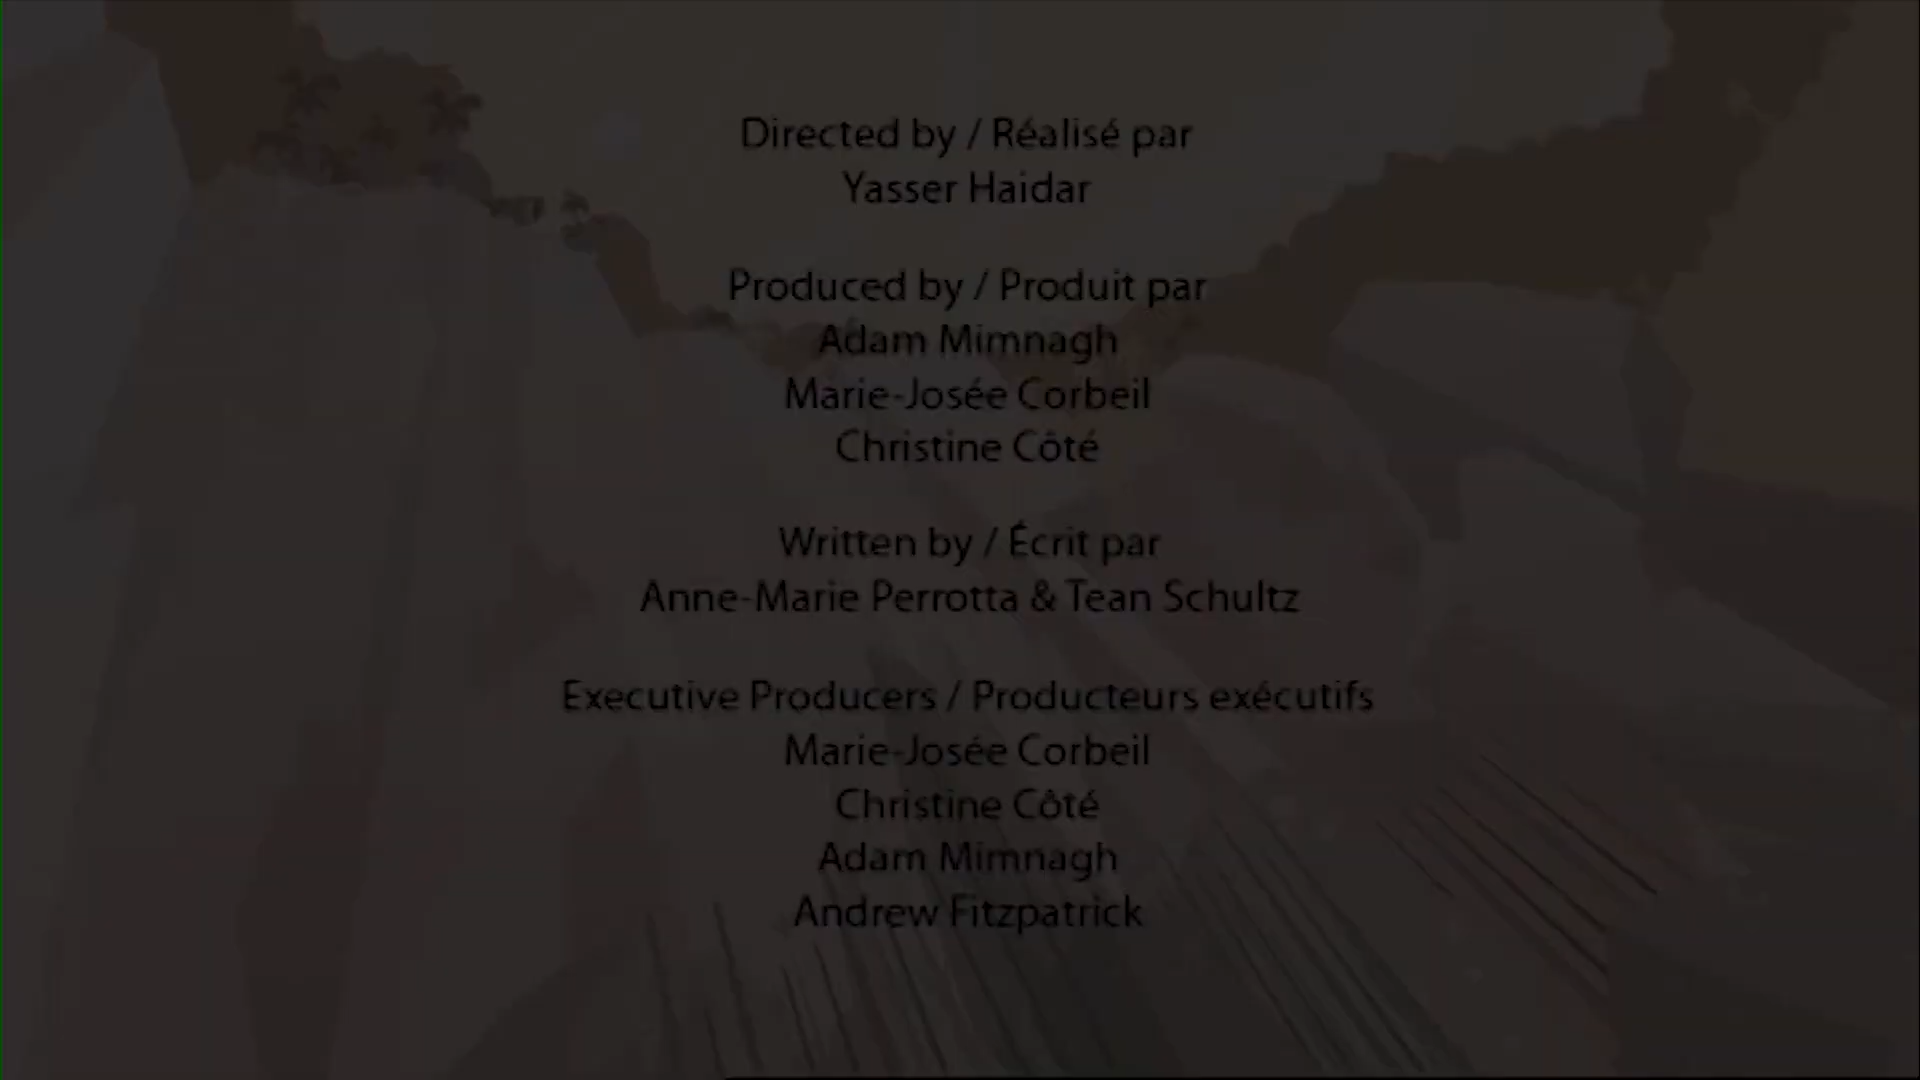 Directed by / Réalisé par
Yasser Haidar
Produced by / Produit par
Adam Mimnagh
Marie-Josée Corbeil
Christine Côté
Written by / Écrit par
Anne-Marie Perrotta & Tean Schultz
Executive Producers / Producteurs exécutifs
Marie-Josée Corbeil
Christine Côté
Adam Mimnagh
Andrew Fitzpatrick